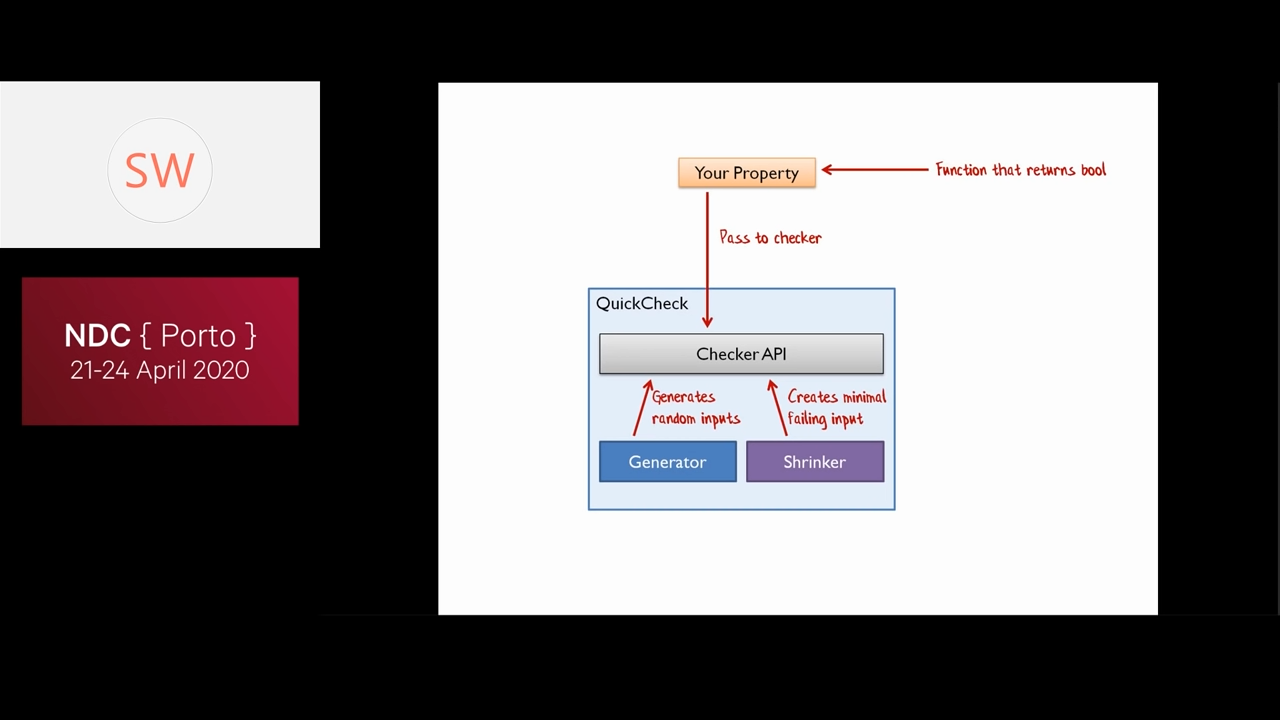 SW
NDC { Porto }
21-24 April 2020
Your Property
Function that returns bool
Pass to checker
QuickCheck
Checker API
Generates
random inputs
Creates minimal
failing input
Generator
Shrinker